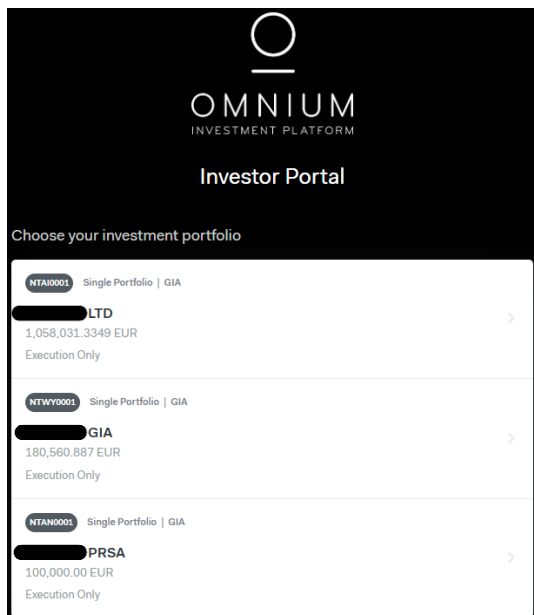 OMNIUM
INVESTMENT PLATFORM
Investor Portal
Choose your investment portfolio
NTAI0001 Single Portfolio | GIA
LTD
1,058,031.3349 EUR
Execution Only
NTWY0001 Single Portfolio | GIA
GIA
180,560.887 EUR
Execution Only
NTAN0001 Single Portfolio | GIA
PRSA
100,000.00 EUR
Execution Only